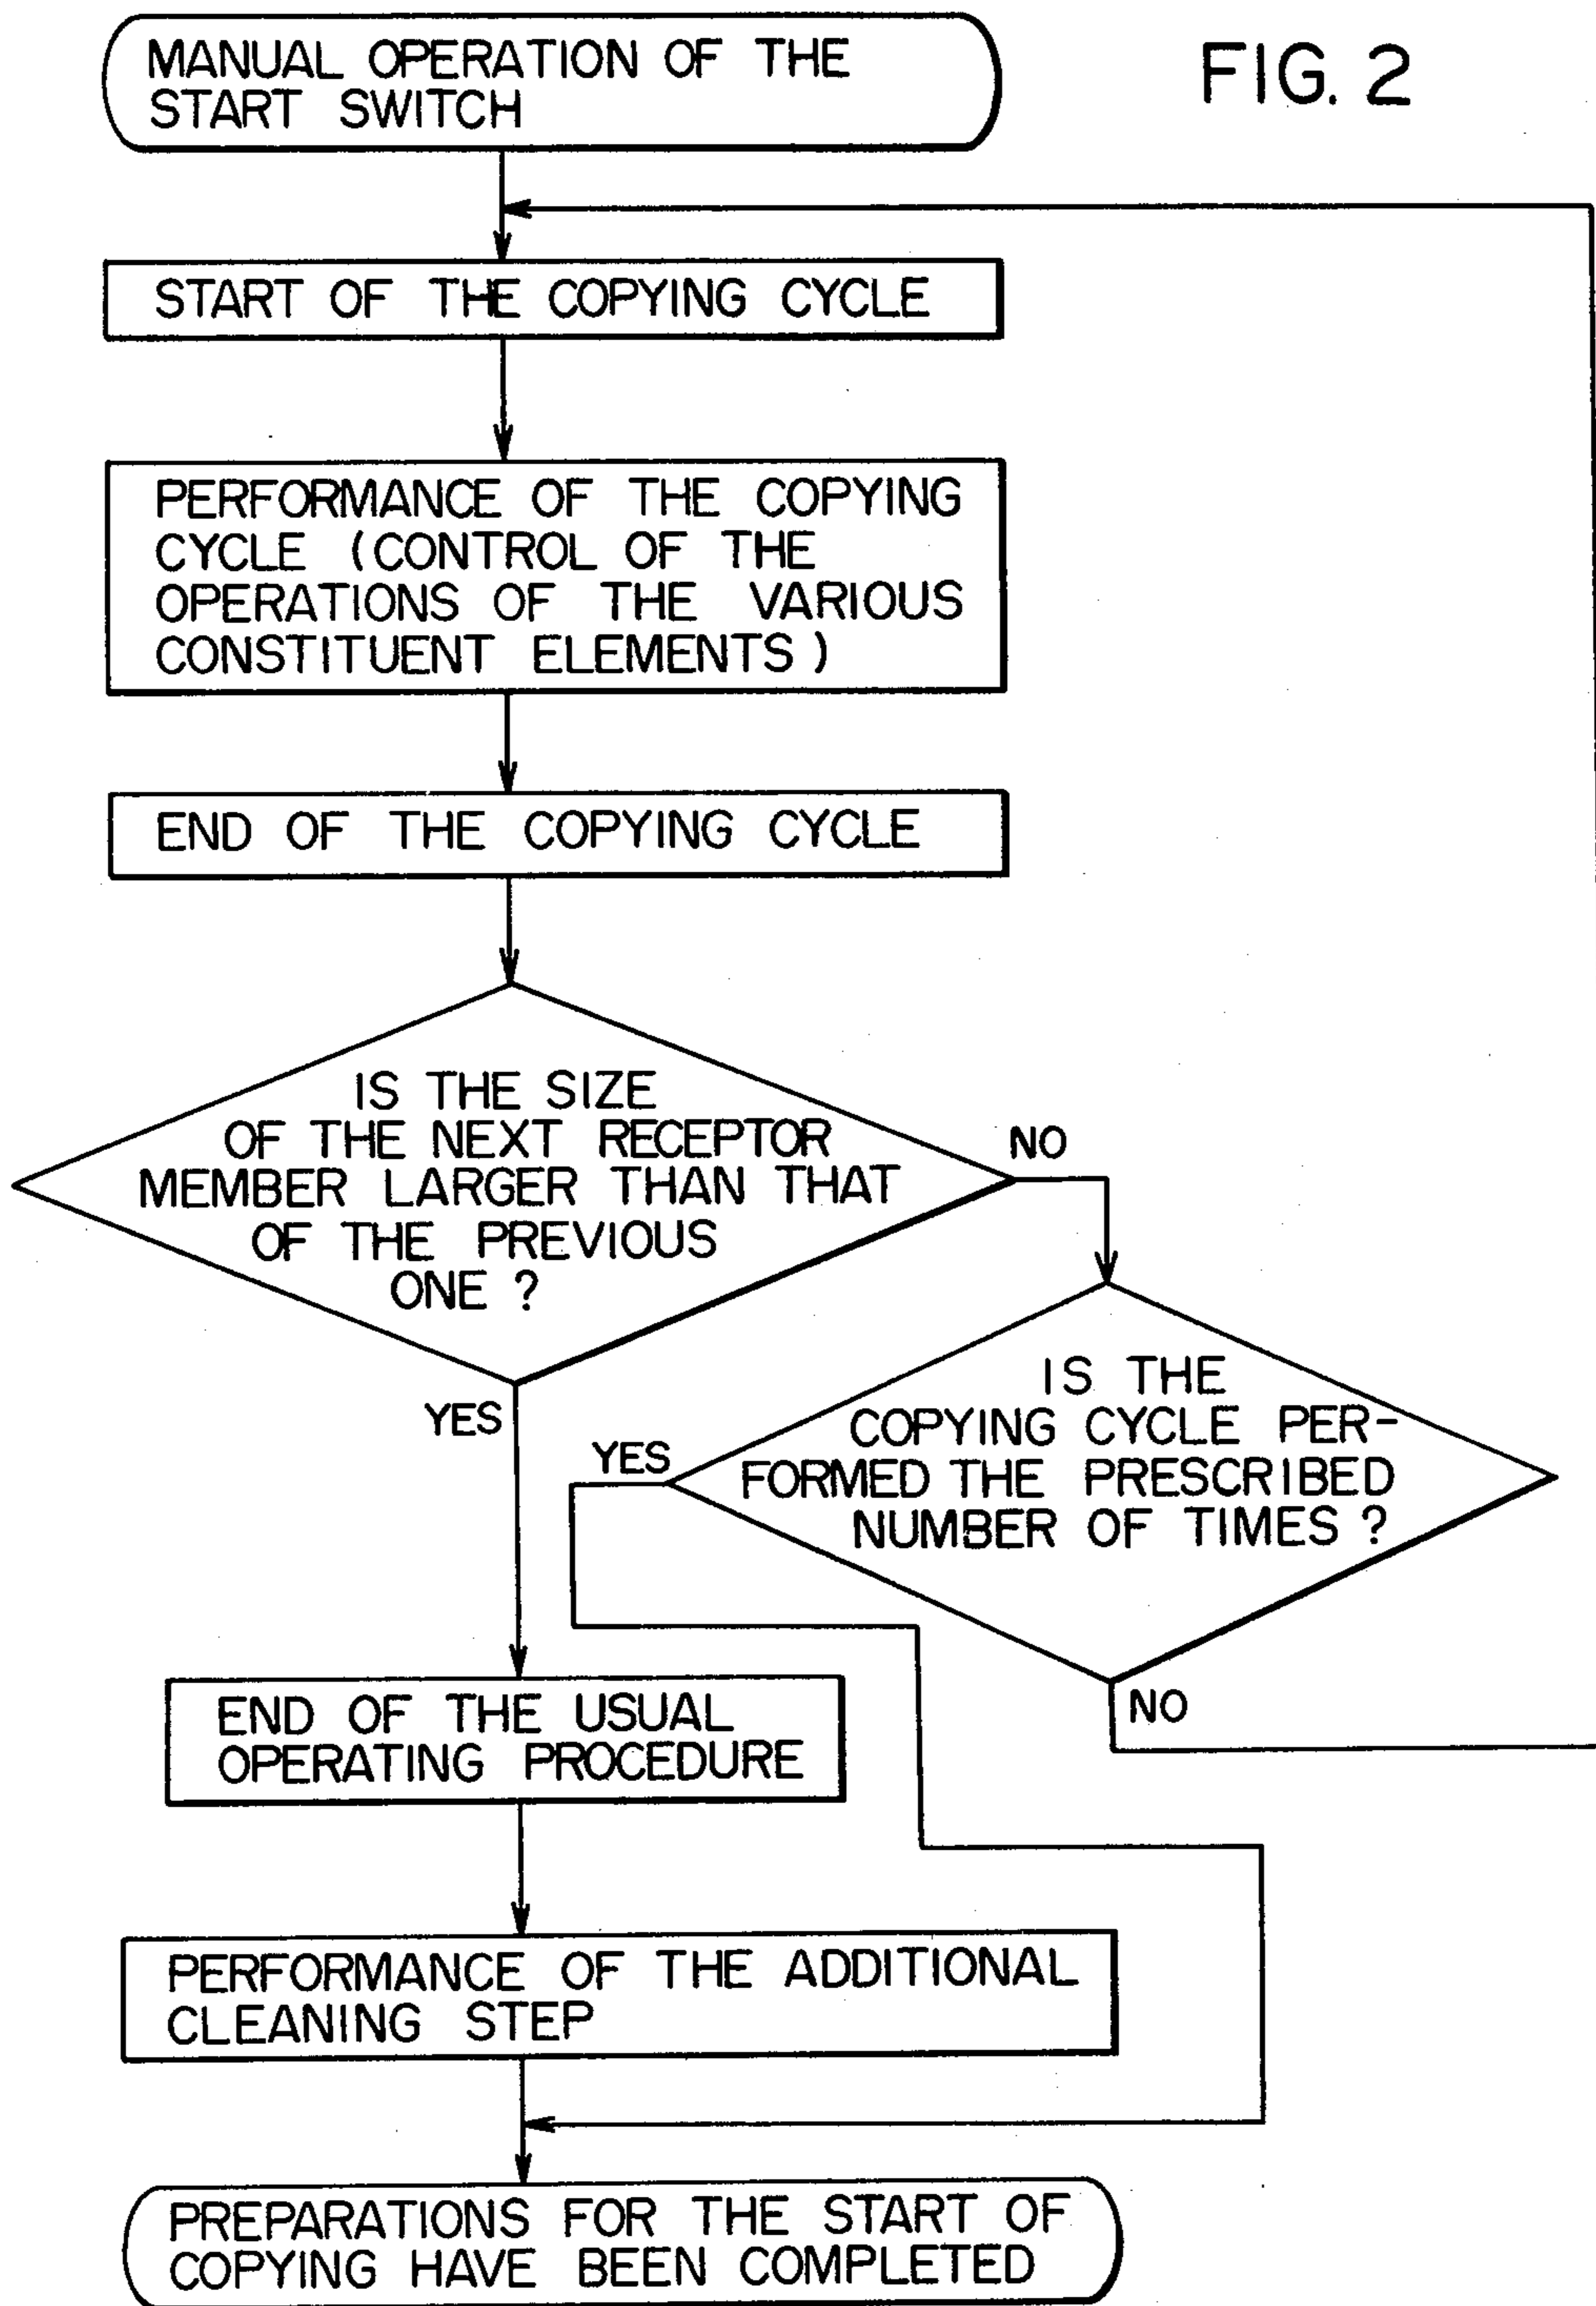 FIG. 2
MANUAL OPERATION OF THE
START SWITCH
START OF THE COPYING CYCLE
PERFORMANCE OF THE COPYING
CYCLE (CONTROL OF THE
OPERATIONS OF THE VARIOUS
CONSTITUENT ELEMENTS)
END OF THE COPYING CYCLE
IS THE SIZE
OF THE NEXT RECEPTOR
MEMBER LARGER THAN THAT
OF THE PREVIOUS
ONE ?
NO
YES
IS THE
COPYING CYCLE PER-
FORMED THE PRESCRIBED
NUMBER OF TIMES ?
YES
NO
END OF THE USUAL
OPERATING PROCEDURE
PERFORMANCE OF THE ADDITIONAL
CLEANING STEP
PREPARATIONS FOR THE START OF
COPYING HAVE BEEN COMPLETED